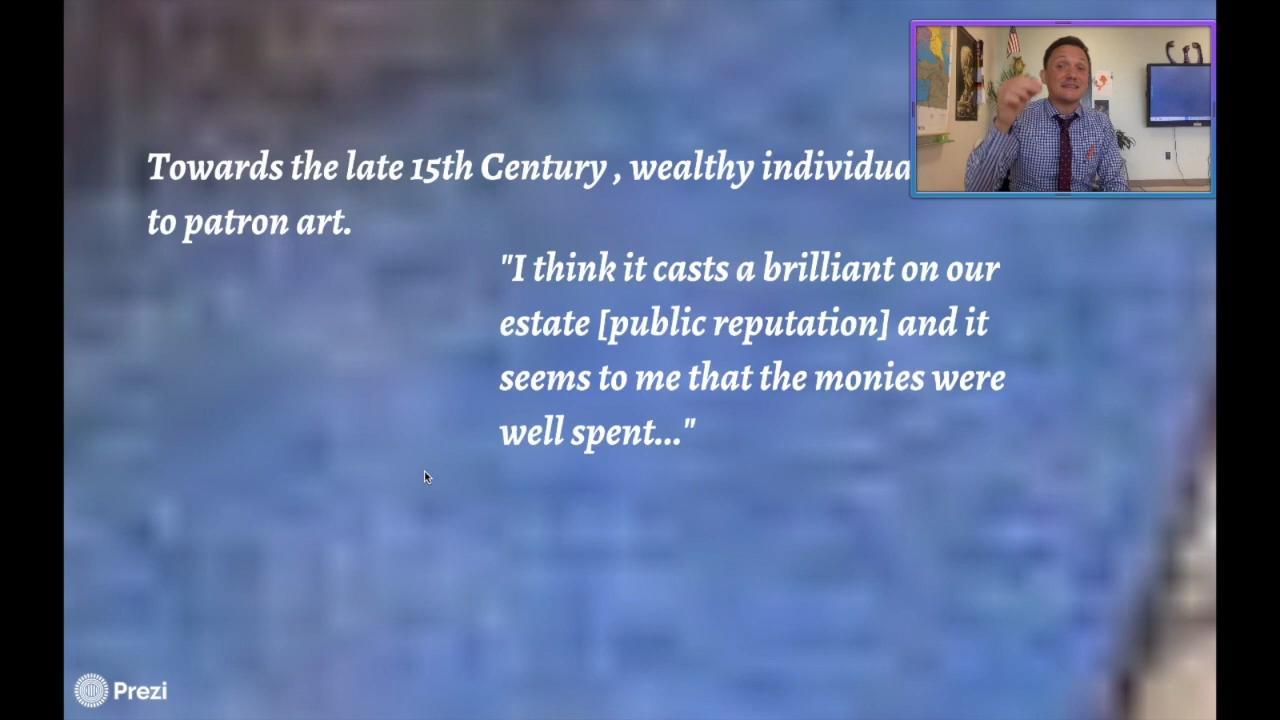 Towards the late 15th Century , wealthy
to patron art.
"I think it casts a brilliant on our
estate [public reputation] and it
seems to me that the monies were
well spent..."
Prezi